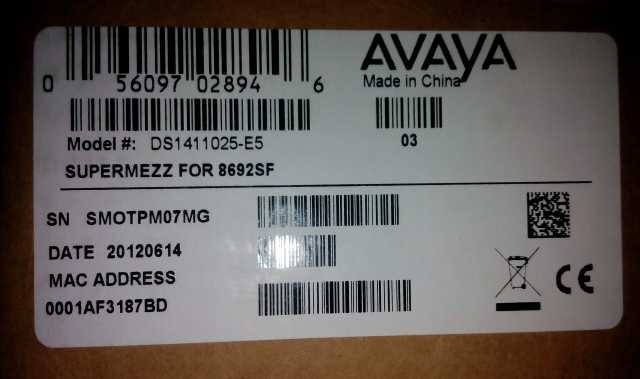 AVAYA
Made in China
0 56097 02894 6
Model #: DS1411025-E5
03
SUPERMEZZ FOR 8692SF
SN SMOTPM07MG
DATE 20120614
MAC ADDRESS
0001AF3187BD
CE